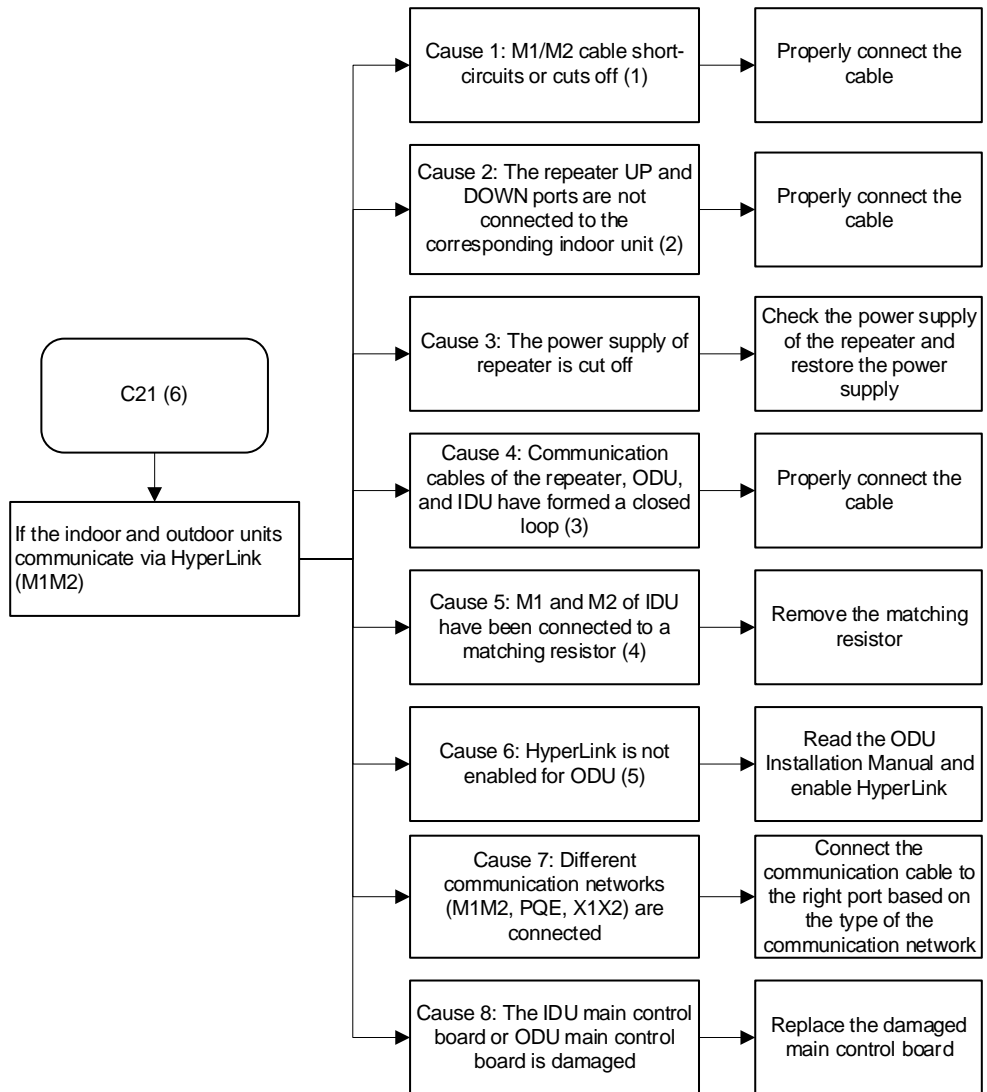 Cause 1: M1/M2 cable short-
circuits or cuts off (1)
Properly connect the
cable
Cause 2: The repeater UP and
DOWN ports are not
connected to the
corresponding indoor unit (2)
Properly connect the
cable
Cause 3: The power supply of
repeater is cut off
Check the power supply
of the repeater and
restore the power
supply
C21 (6)
Cause 4: Communication
cables of the repeater, ODU,
and IDU have formed a closed
loop (3)
Properly connect the
cable
If the indoor and outdoor units
communicate via HyperLink
(M1M2)
Cause 5: M1 and M2 of IDU
have been connected to a
matching resistor (4)
Remove the matching
resistor
Cause 6: HyperLink is not
enabled for ODU (5)
Read the ODU
Installation Manual and
enable HyperLink
Cause 7: Different
communication networks
(M1M2, PQE, X1X2) are
connected
Connect the
communication cable to
the right port based on
the type of the
communication network
Cause 8: The IDU main control
board or ODU main control
board is damaged
Replace the damaged
main control board